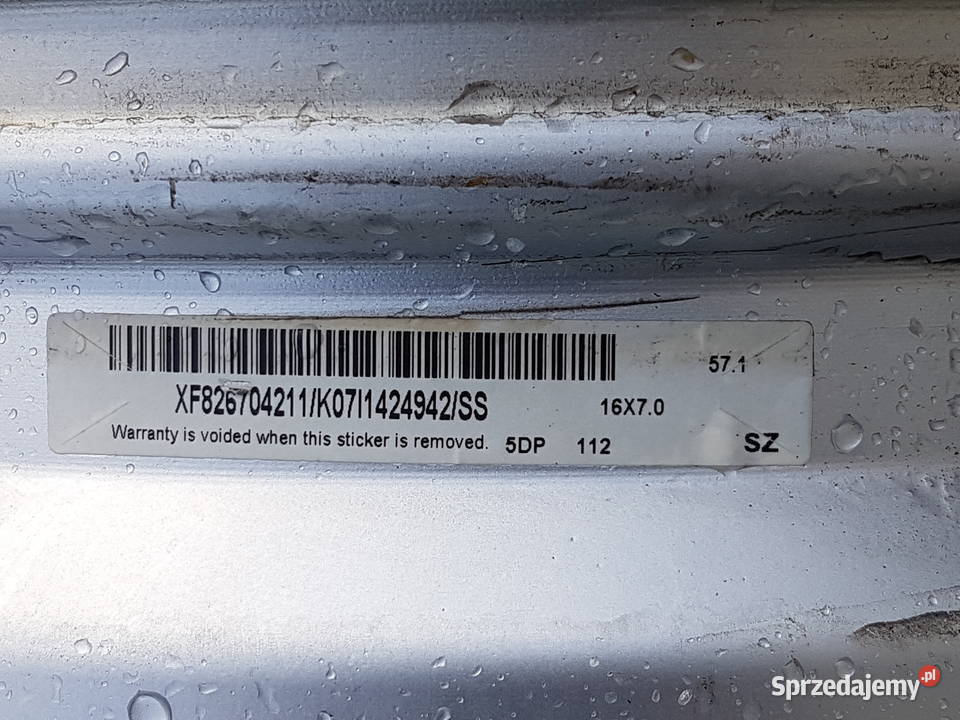 57.1
XF826704211/K07I1424942/SS
16X7.0
Warranty is voided when this sticker is removed. 5DP 112
SZ
Sprzedajemy.pl